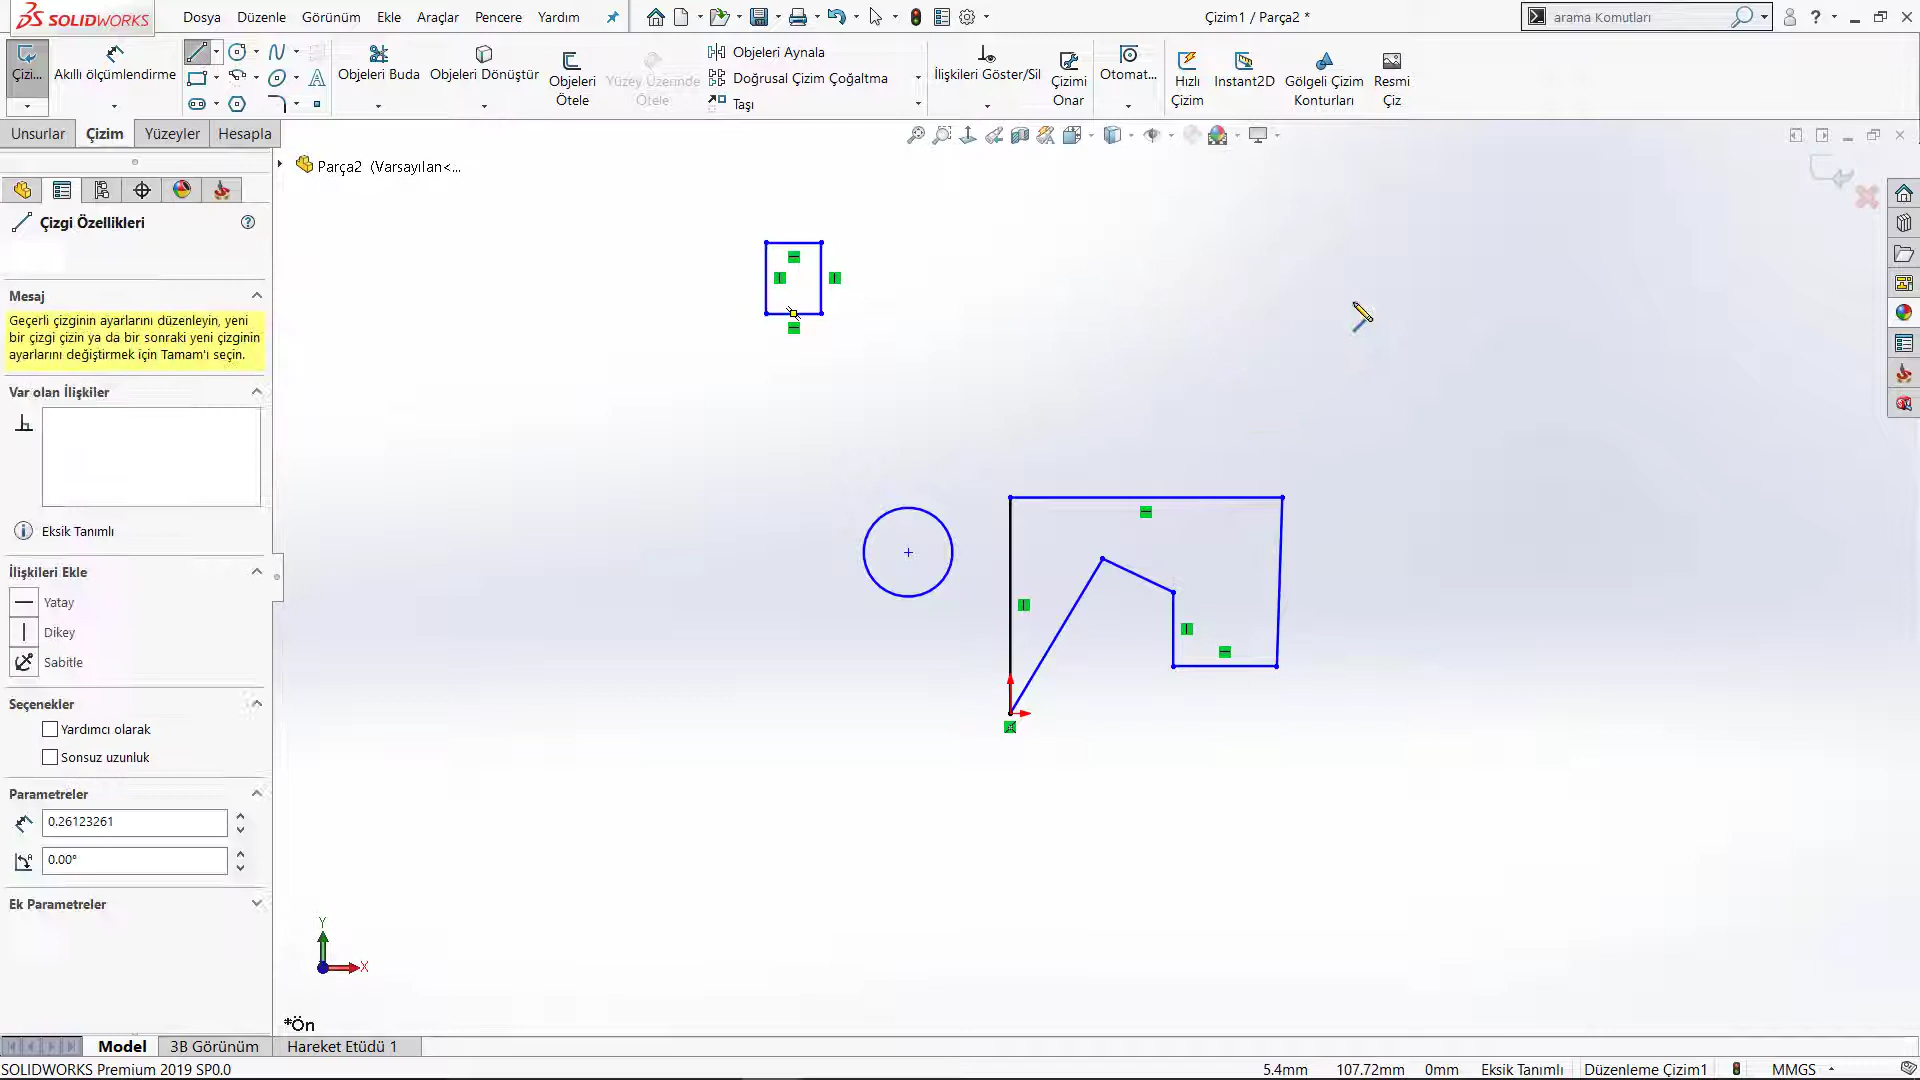 SOLIDWORKS
Dosya
Düzenle
Görünüm
Ekle
Araçlar
Pencere
Yardım
Çizim1 / Parça2 *
arama Komutları
?
Çizi...
Akıllı ölçümlendirme
Objeleri Buda
Objeleri Dönüştür
Objeleri
Ötele
Yüzey Üzerinde
Ötele
Objeleri Aynala
Doğrusal Çizim Çoğaltma
Taşı
İlişkileri Göster/Sil
Çizimi
Onar
Otomat...
Hızlı
Çizim
Instant2D
Gölgeli Çizim
Konturları
Resmi
Çiz
Unsurlar
Çizim
Yüzeyler
Hesapla
Parça2 (Varsayılan<...
Çizgi Özellikleri
Mesaj
Geçerli çizginin ayarlarını düzenleyin, yeni
bir çizgi çizin ya da bir sonraki yeni çizginin
ayarlarını değiştirmek için Tamam'ı seçin.
Var olan İlişkiler
Eksik Tanımlı
İlişkileri Ekle
Yatay
Dikey
Sabitle
Seçenekler
Yardımcı olarak
Sonsuz uzunluk
Parametreler
0.26123261
0.00°
Ek Parametreler
Y
X
*Ön
Model
3B Görünüm
Hareket Etüdü 1
SOLIDWORKS Premium 2019 SP0.0
5.4mm
107.72mm
0mm
Eksik Tanımlı
Düzenleme Çizim1
MMGS